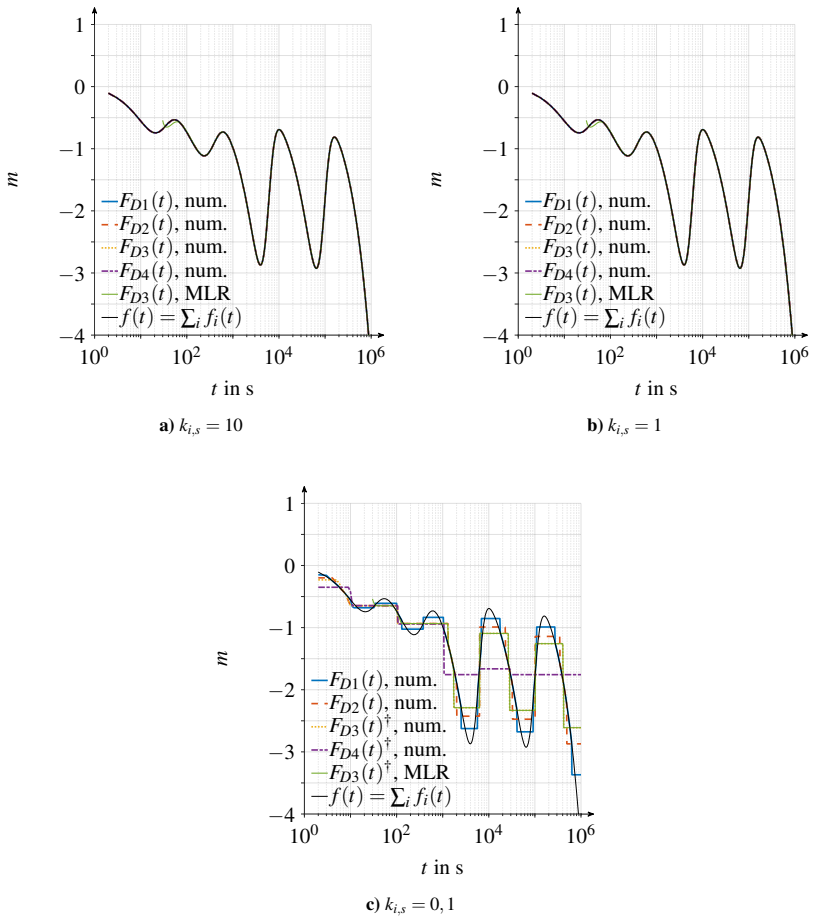 1
0
−1
−2
−3
−4
m
F_{D1}(t), num.
F_{D2}(t), num.
F_{D3}(t), num.
F_{D4}(t), num.
F_{D3}(t), MLR
f(t) = ∑_i f_i(t)
10^0 10^2 10^4 10^6
t in s
a) k_{i,s} = 10
1
0
−1
−2
−3
−4
m
F_{D1}(t), num.
F_{D2}(t), num.
F_{D3}(t), num.
F_{D4}(t), num.
F_{D3}(t), MLR
f(t) = ∑_i f_i(t)
10^0 10^2 10^4 10^6
t in s
b) k_{i,s} = 1
1
0
−1
−2
−3
−4
m
F_{D1}(t), num.
F_{D2}(t), num.
F_{D3}(t)^†, num.
F_{D4}(t)^†, num.
F_{D3}(t)^†, MLR
f(t) = ∑_i f_i(t)
10^0 10^2 10^4 10^6
t in s
c) k_{i,s} = 0,1